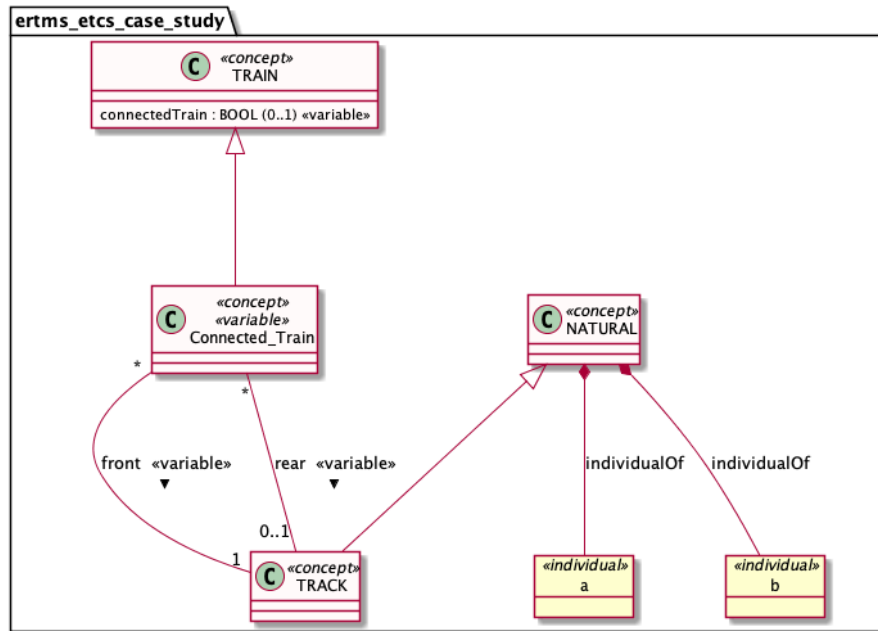 ertms_etcs_case_study
C
«concept»
TRAIN
connectedTrain : BOOL (0..1) «variable»
C
«concept»
«variable»
Connected_Train
C
«concept»
NATURAL
*
*
front «variable»
▼
rear «variable»
▼
individualOf
individualOf
0..1
1
C
«concept»
TRACK
«individual»
a
«individual»
b